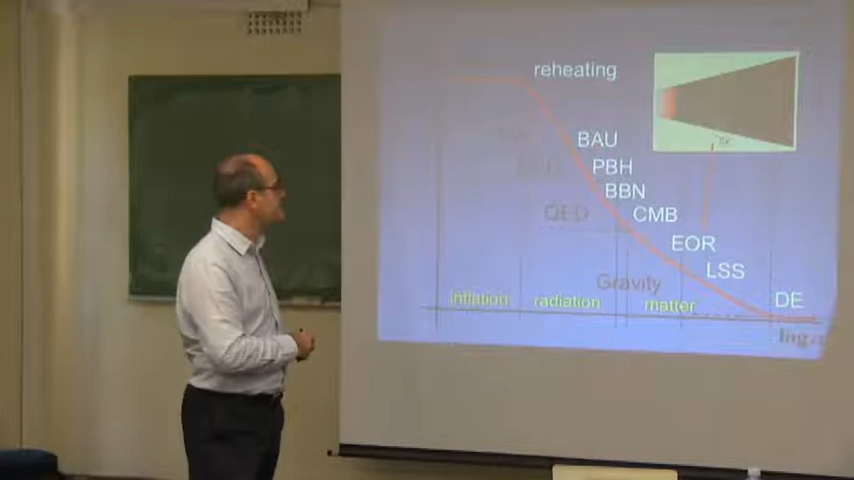 reheating
BAU
PBH
BBN
QED
CMB
EOR
LSS
Gravity
inflation
radiation
matter
DE